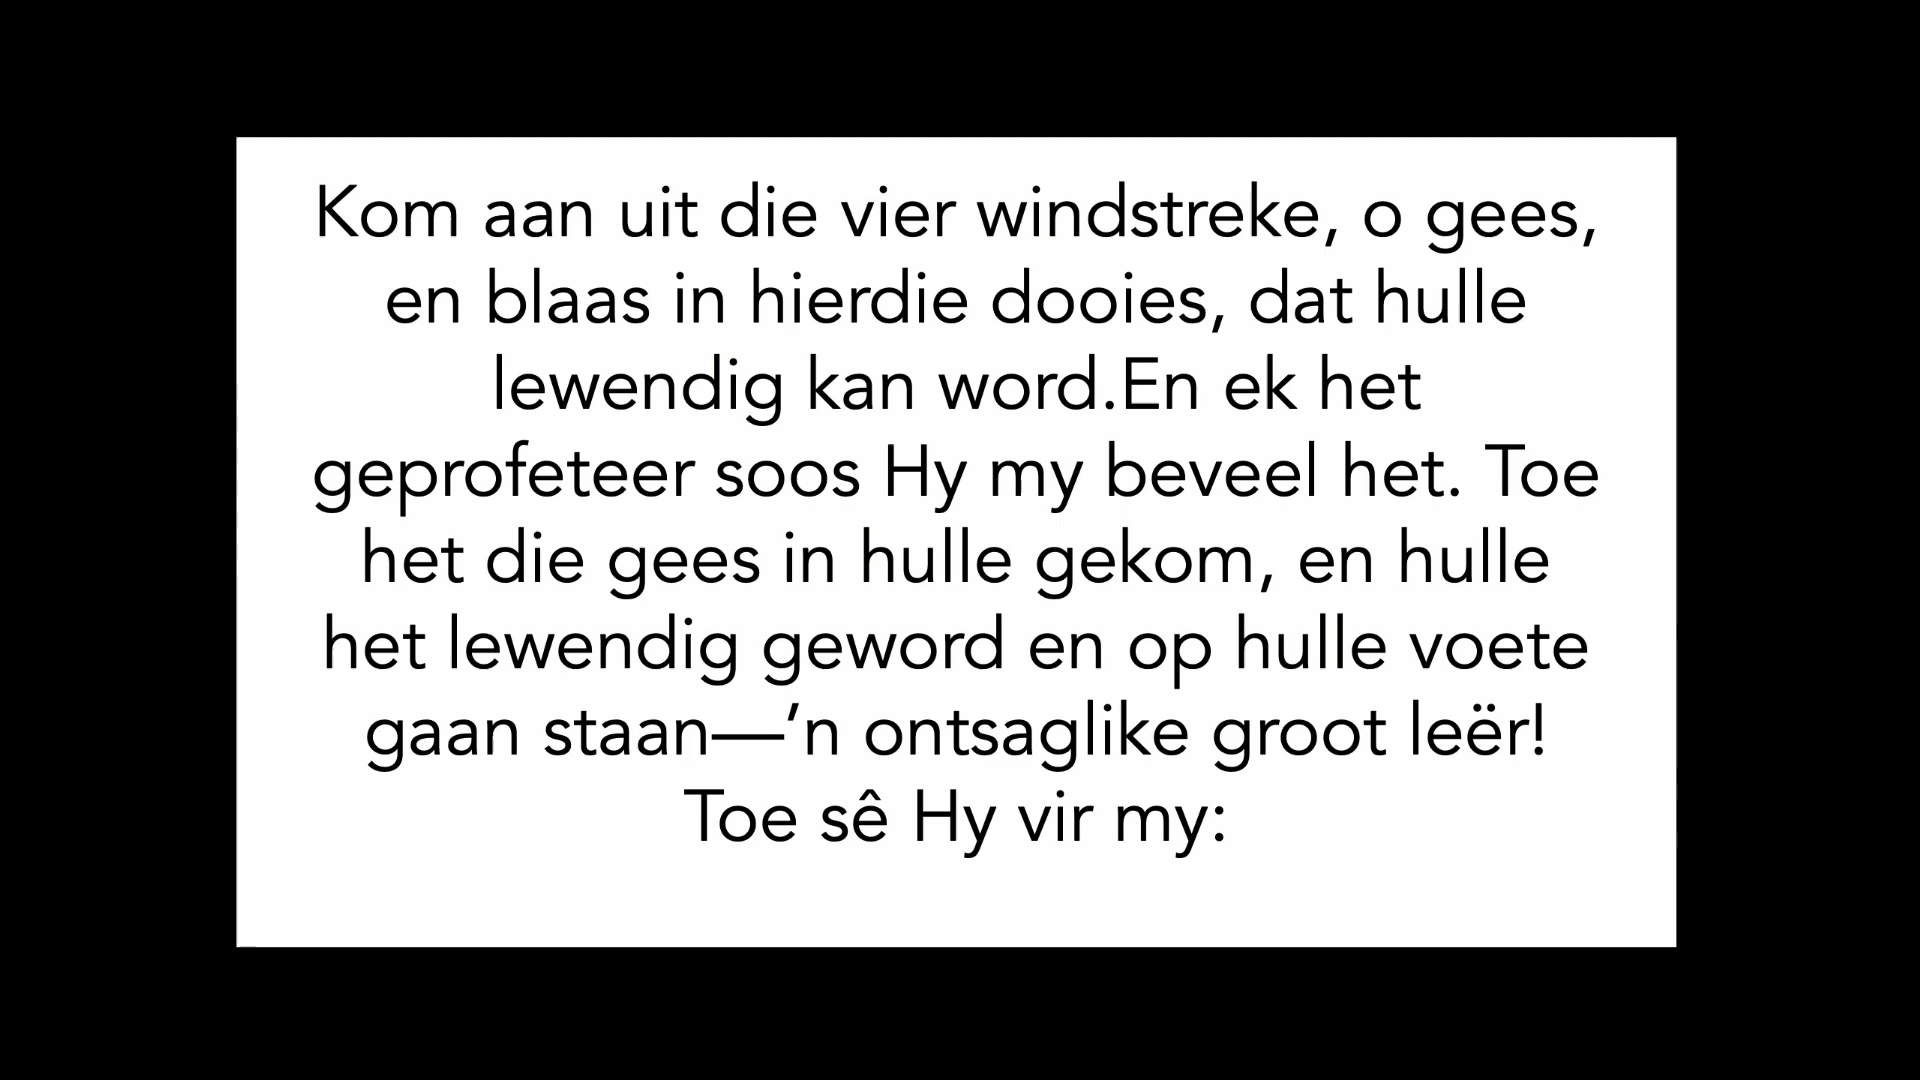 Kom aan uit die vier windstreke, o gees,
en blaas in hierdie dooies, dat hulle
lewendig kan word.En ek het
geprofeteer soos Hy my beveel het. Toe
het die gees in hulle gekom, en hulle
het lewendig geword en op hulle voete
gaan staan—’n ontsaglike groot leër!
Toe sê Hy vir my: